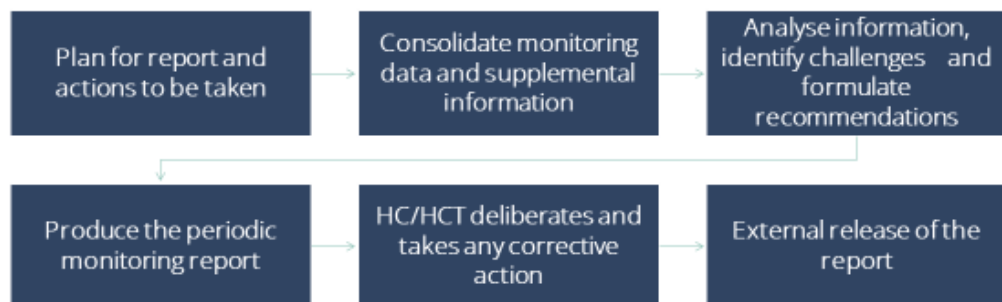 Plan for report and
actions to be taken
Consolidate monitoring
data and supplemental
information
Analyse information,
identify challenges and
formulate
recommendations
Produce the periodic
monitoring report
HC/HCT deliberates and
takes any corrective
action
External release of the
report